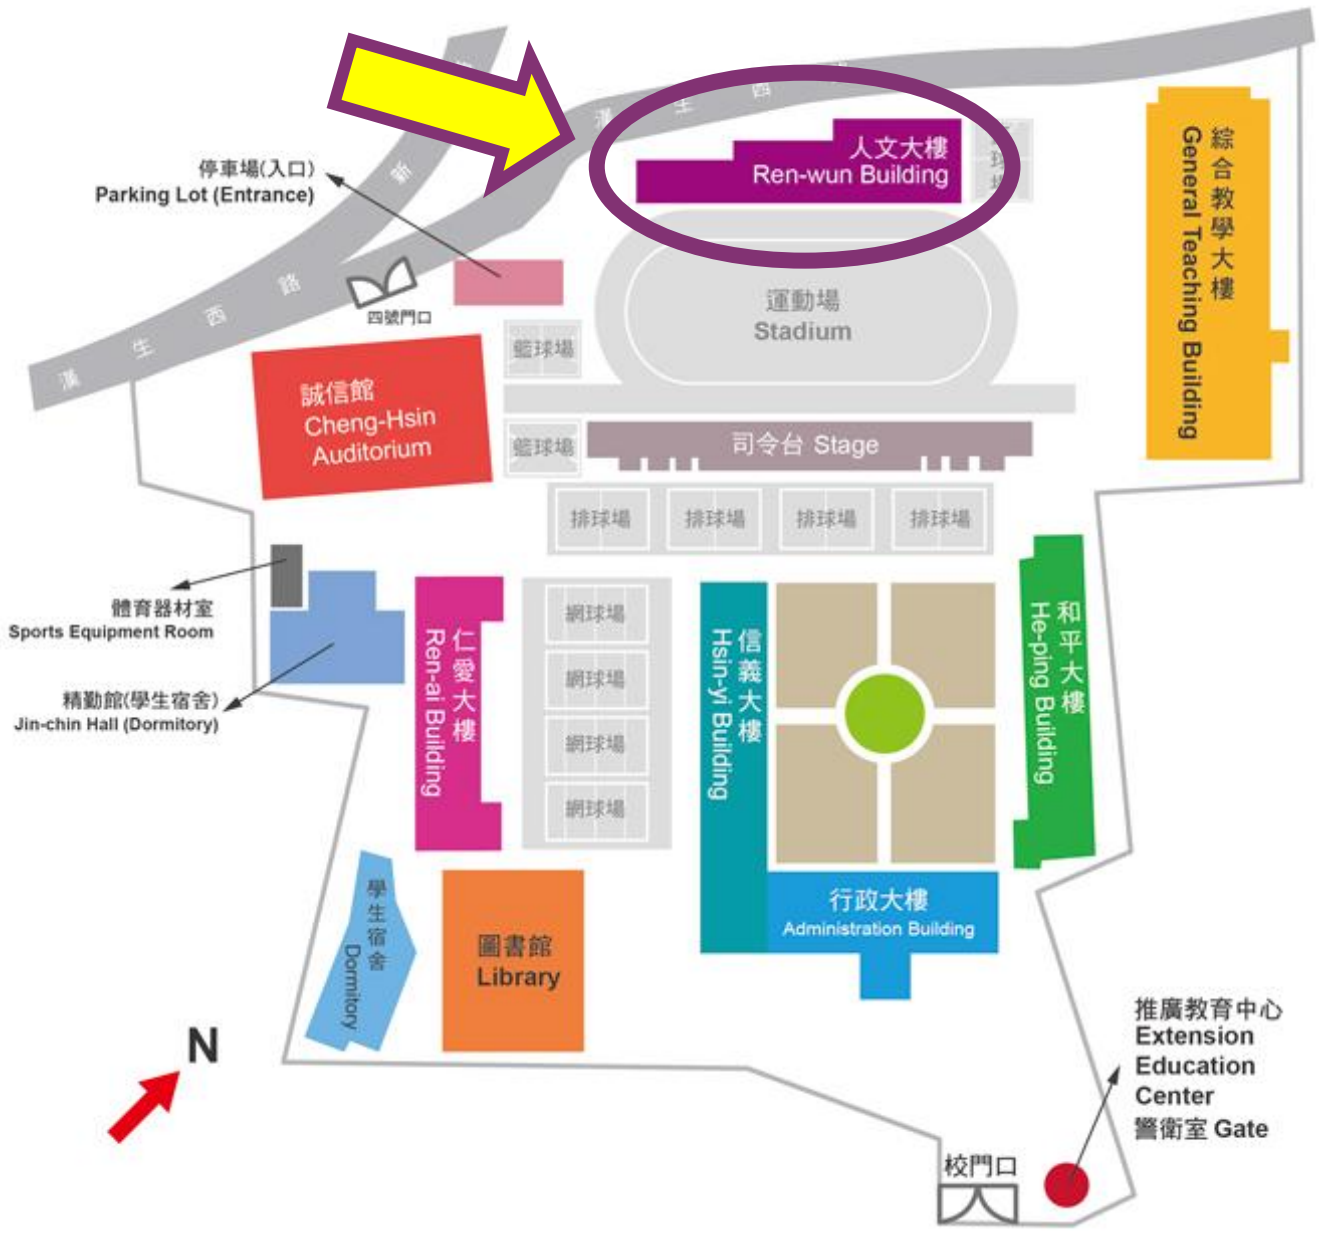 漢 生 西 路
新
漢 生 西 路
人文大樓
Ren-wun Building
球
綜合教學大樓
General Teaching Building
停車場(入口)
Parking Lot (Entrance)
四號門口
運動場
Stadium
籃球場
誠信館
Cheng-Hsin
Auditorium
籃球場
司令台 Stage
排球場
排球場
排球場
排球場
體育器材室
Sports Equipment Room
精勤館(學生宿舍)
Jin-chin Hall (Dormitory)
仁愛大樓
Ren-ai Building
網球場
網球場
網球場
網球場
信義大樓
Hsin-yi Building
和平大樓
He-ping Building
行政大樓
Administration Building
學生宿舍
Dormitory
圖書館
Library
N
推廣教育中心
Extension
Education
Center
警衛室 Gate
校門口